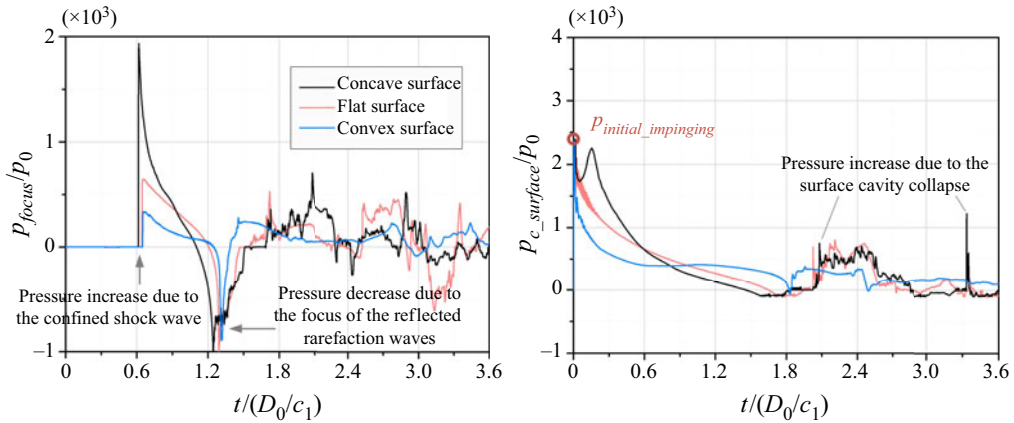 (×10³)
2
1
0
−1
p_focus/p_0
Concave surface
Flat surface
Convex surface
Pressure increase due to
the confined shock wave
Pressure decrease due to
the focus of the reflected
rarefaction waves
0
0.6
1.2
1.8
2.4
3.0
3.6
t/(D_0/c_1)
(×10³)
4
3
2
1
0
−1
p_c_surface/p_0
p_initial_impinging
Pressure increase due to the
surface cavity collapse
0
0.6
1.2
1.8
2.4
3.0
3.6
t/(D_0/c_1)